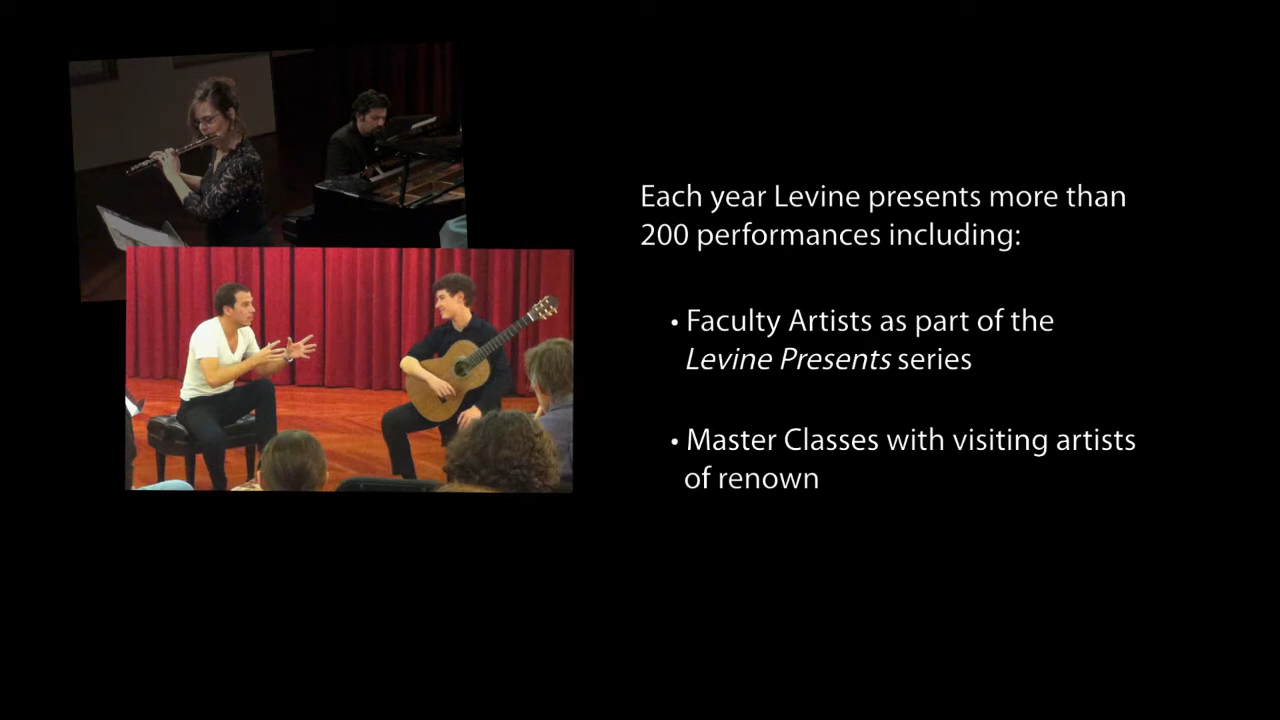 Each year Levine presents more than
200 performances including:
• Faculty Artists as part of the
Levine Presents series
• Master Classes with visiting artists
of renown